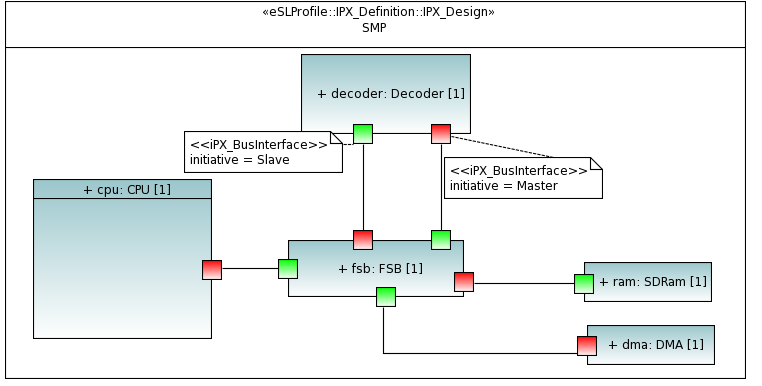 «eSLProfile::IPX_Definition::IPX_Design»
SMP
+ decoder: Decoder [1]
<<iPX_BusInterface>>
initiative = Slave
<<iPX_BusInterface>>
initiative = Master
+ cpu: CPU [1]
+ fsb: FSB [1]
+ ram: SDRam [1]
+ dma: DMA [1]